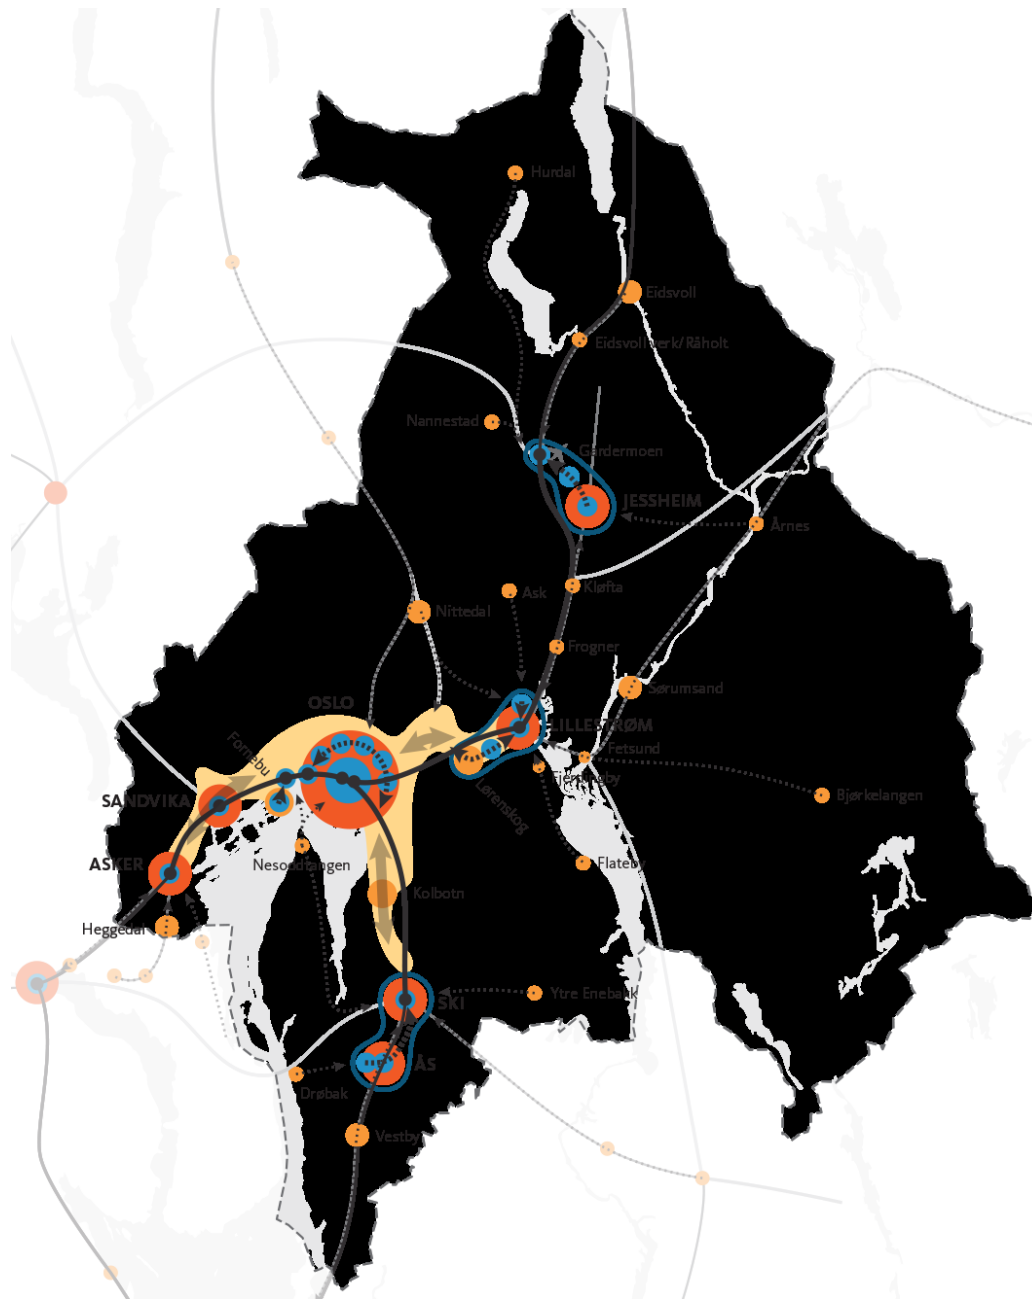 Hurdal
Eidsvoll
Eidsvoll verk/Råholt
Nannestad
Gardermoen
JESSHEIM
Årnes
Ask
Kløfta
Nittedal
Frogner
Sørumsand
OSLO
LILLESTRØM
Fornebu
Fetsund
Fjerdingby
Lørenskog
Bjørkelangen
SANDVIKA
ASKER
Nesoddtangen
Flateby
Kolbotn
Heggedal
Ytre Enebakk
SKI
ÅS
Drøbak
Vestby